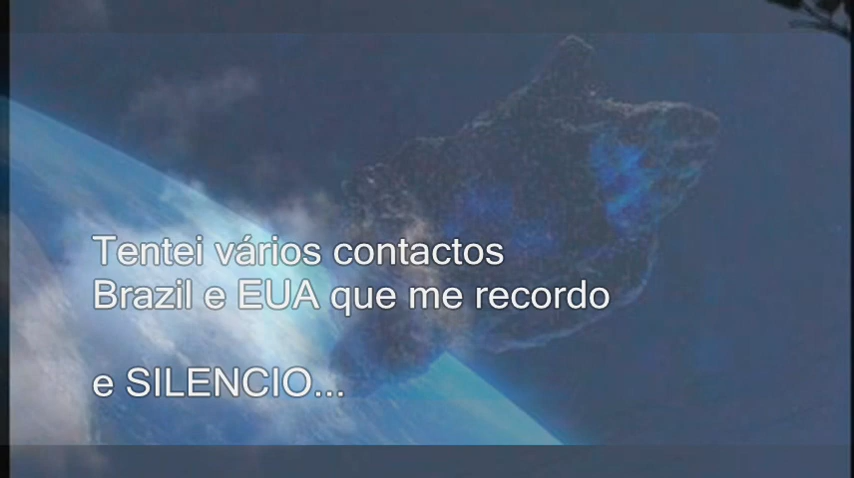 Tentei vários contactos
Brazil e EUA que me recordo
e SILENCIO...